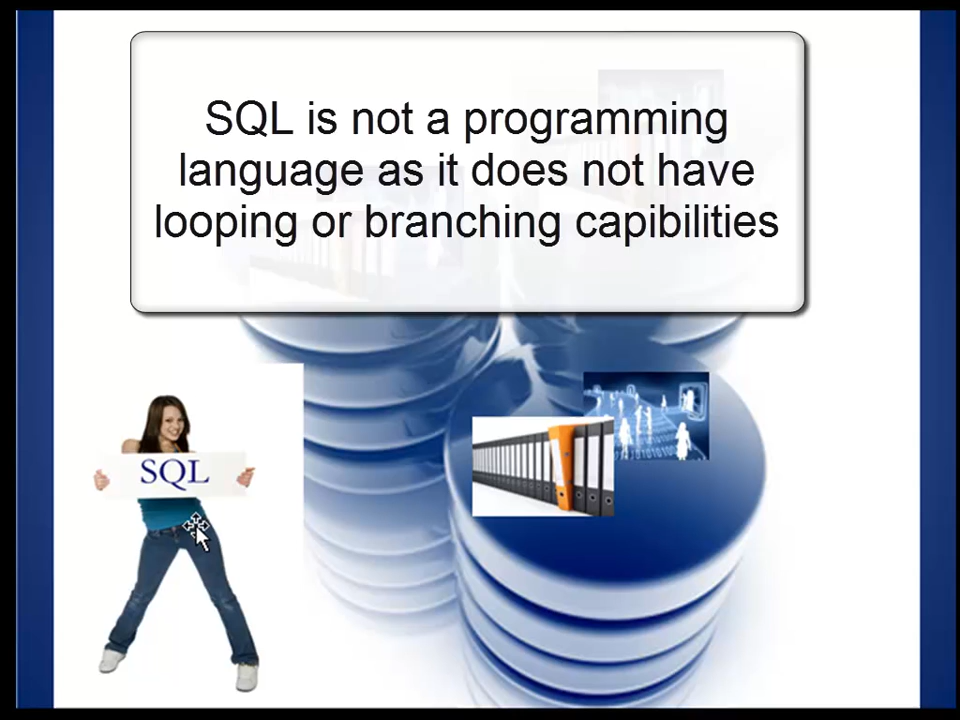 SQL is not a programming
language as it does not have
looping or branching capibilities
SQL